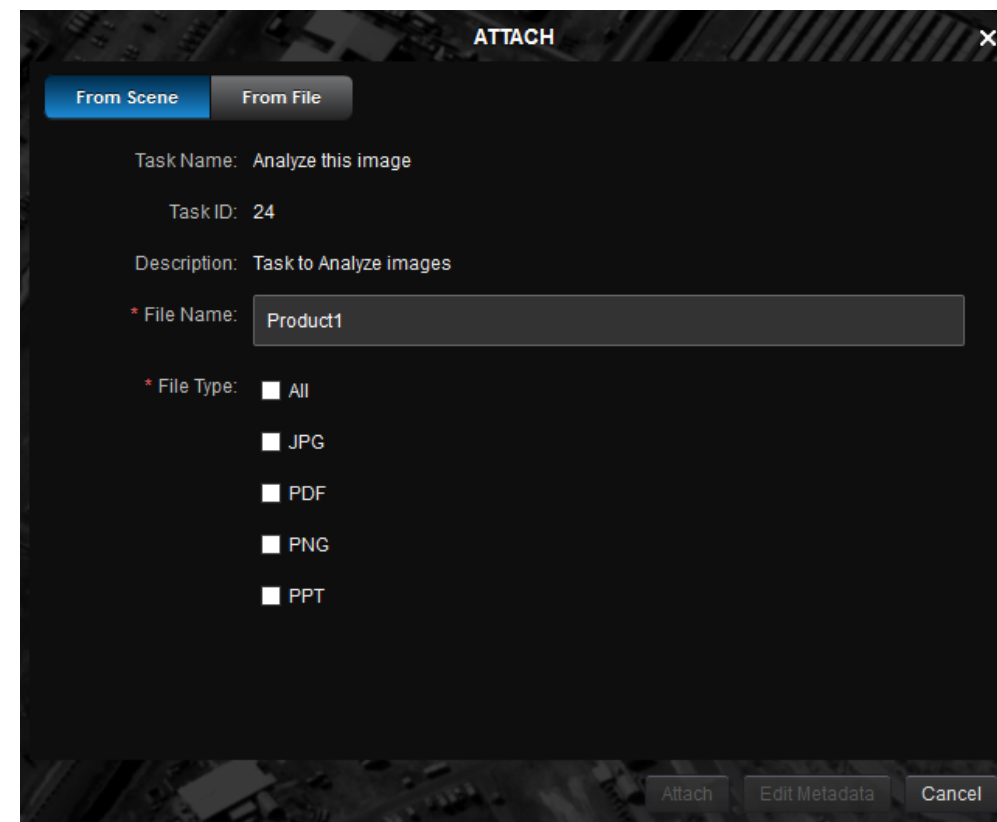 ATTACH
From Scene From File
Task Name: Analyze this image
Task ID: 24
Description: Task to Analyze images
* File Name: Product1
* File Type: All
JPG
PDF
PNG
PPT
Attach Edit Metadata Cancel